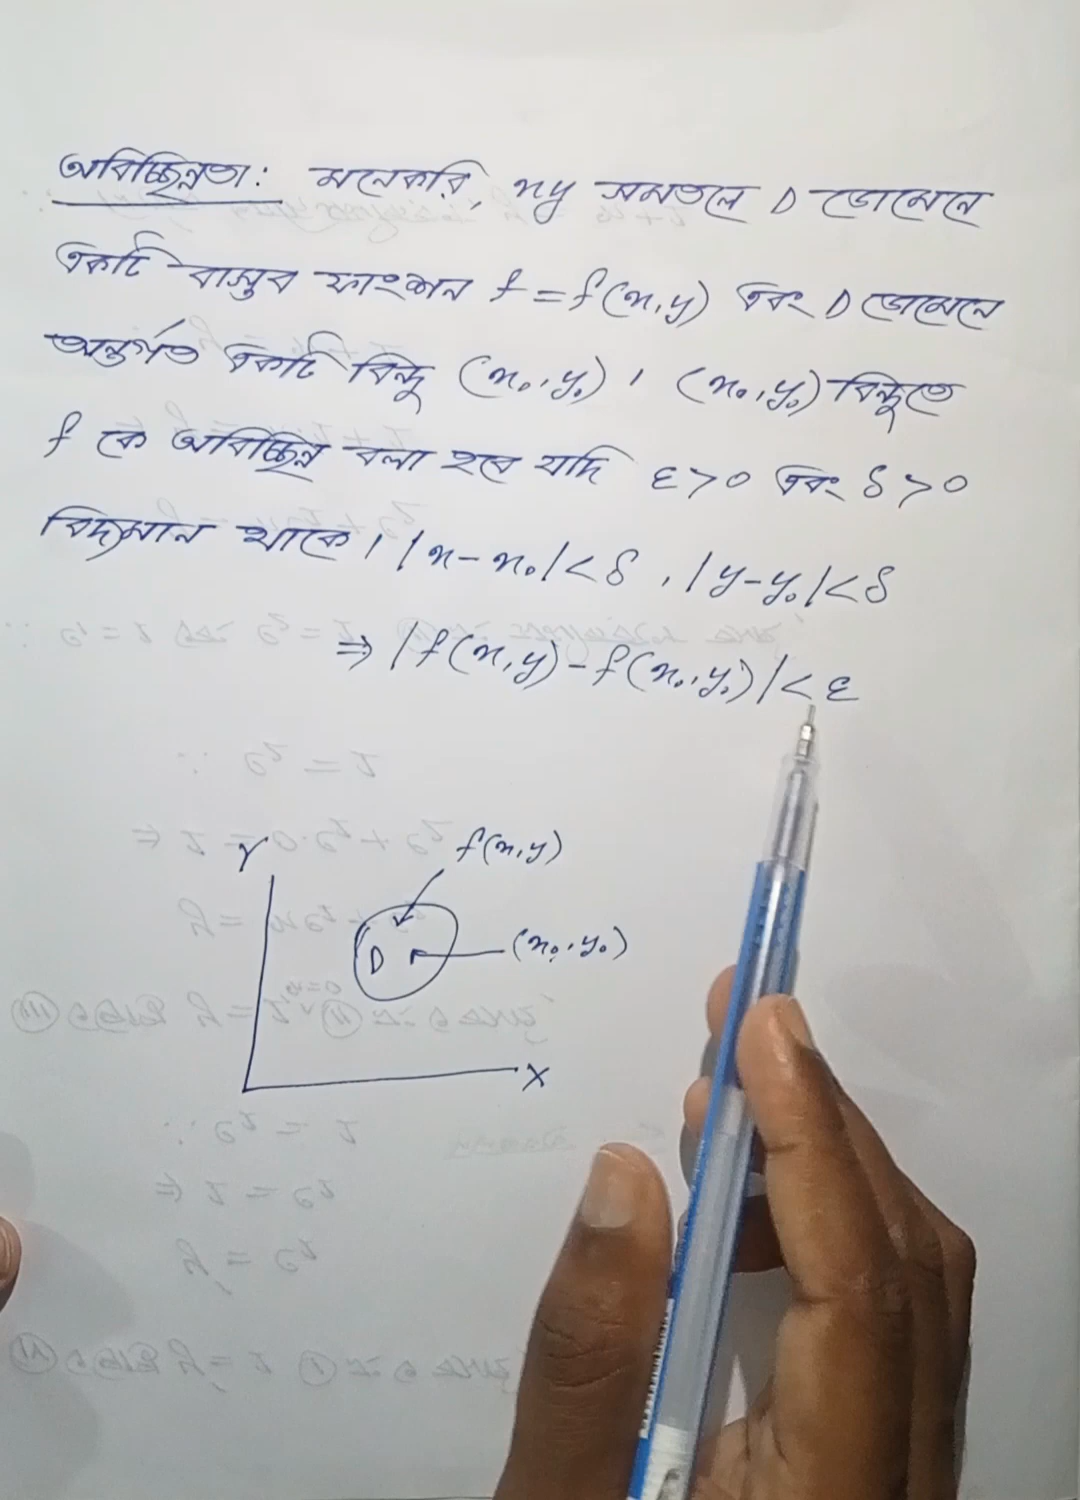 অবিচ্ছিন্নতা: মনেকরি, xy সমতলে D ডোমেনে
একটি বাস্তব ফাংশন f = f(x,y) এবং D ডোমেনে
অন্তর্গত একটি বিন্দু (x₀,y₀) । (x₀,y₀) বিন্দুতে
f কে অবিচ্ছিন্ন বলা হবে যদি ε>0 এবং δ>0
বিদ্যমান থাকে। |x-x₀|<δ , |y-y₀|<δ
⇒ |f(x,y)-f(x₀,y₀)|<ε
Y
f(x,y)
D
(x₀,y₀)
X